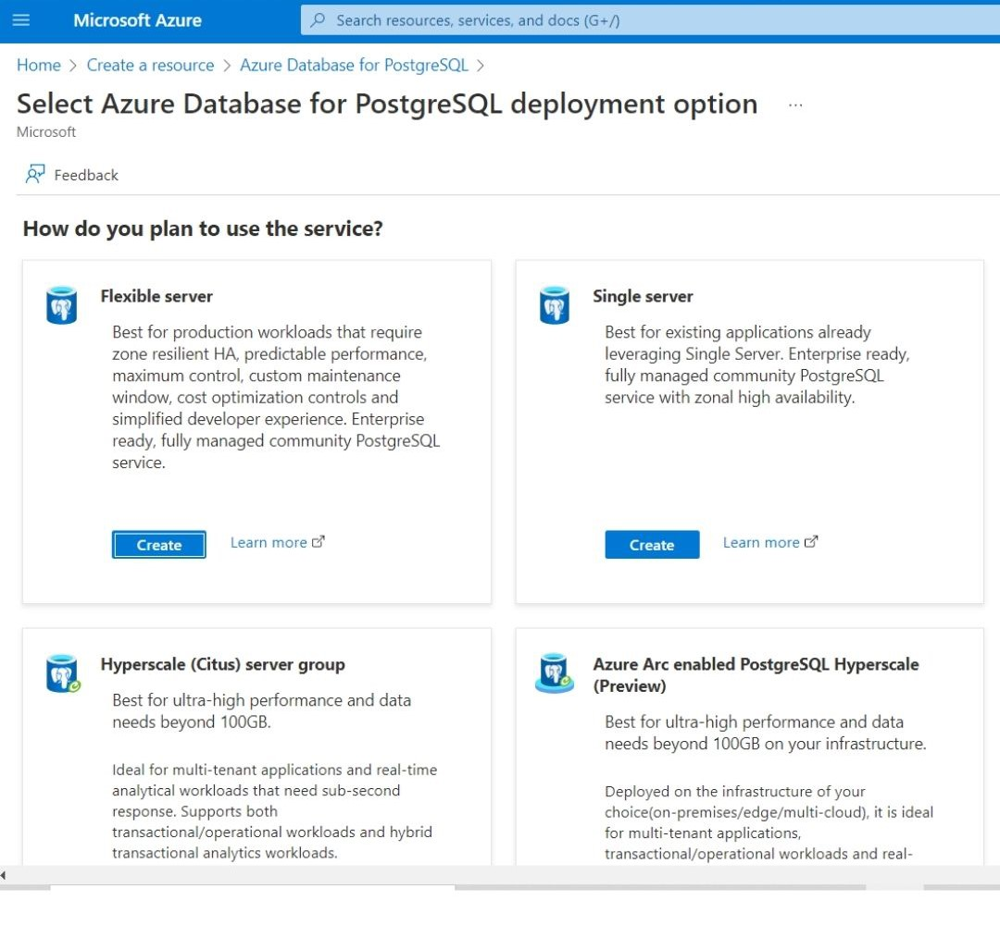 Microsoft Azure
Search resources, services, and docs (G+/)
Home > Create a resource > Azure Database for PostgreSQL >
Select Azure Database for PostgreSQL deployment option ...
Microsoft
Feedback
How do you plan to use the service?
Flexible server
Best for production workloads that require
zone resilient HA, predictable performance,
maximum control, custom maintenance
window, cost optimization controls and
simplified developer experience. Enterprise
ready, fully managed community PostgreSQL
service.
Create
Learn more
Single server
Best for existing applications already
leveraging Single Server. Enterprise ready,
fully managed community PostgreSQL
service with zonal high availability.
Create
Learn more
Hyperscale (Citus) server group
Best for ultra-high performance and data
needs beyond 100GB.
Ideal for multi-tenant applications and real-time
analytical workloads that need sub-second
response. Supports both
transactional/operational workloads and hybrid
transactional analytics workloads.
Azure Arc enabled PostgreSQL Hyperscale
(Preview)
Best for ultra-high performance and data
needs beyond 100GB on your infrastructure.
Deployed on the infrastructure of your
choice(on-premises/edge/multi-cloud), it is ideal
for multi-tenant applications,
transactional/operational workloads and real-